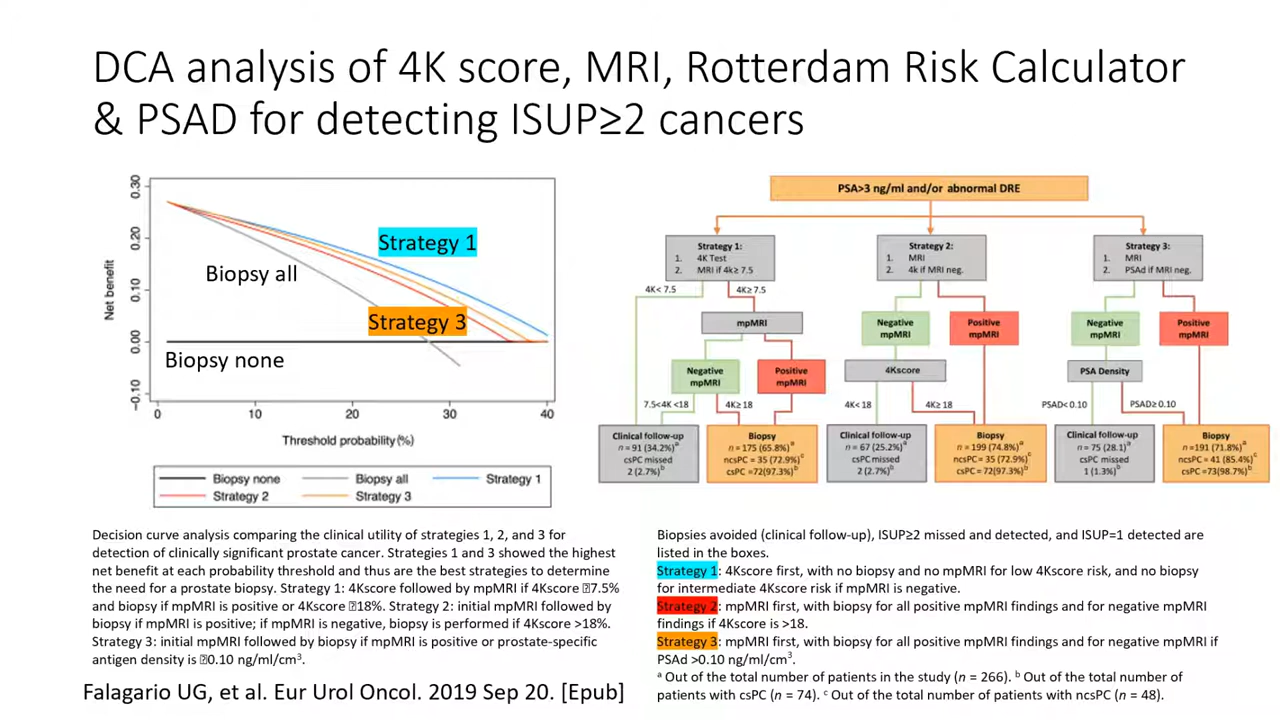 DCA analysis of 4K score, MRI, Rotterdam Risk Calculator
& PSAD for detecting ISUP≥2 cancers
0.30
0.20
0.10
0.00
−0.10
Net benefit
Strategy 1
Biopsy all
Strategy 3
Biopsy none
0
10
20
30
40
Threshold probability (%)
Biopsy none
Biopsy all
Strategy 1
Strategy 2
Strategy 3
PSA>3 ng/ml and/or abnormal DRE
Strategy 1:
1. 4K Test
2. MRI if 4k≥ 7.5
4K< 7.5
4K≥ 7.5
mpMRI
Negative
mpMRI
Positive
mpMRI
7.5<4K <18
4K≥ 18
Clinical follow-up
n = 91 (34.2%)a
csPC missed
2 (2.7%)b
Biopsy
n = 175 (65.8%)a
ncsPC = 35 (72.9%)c
csPC =72(97.3%)b
Strategy 2:
1. MRI
2. 4k if MRI neg.
Negative
mpMRI
Positive
mpMRI
4Kscore
4K< 18
4K≥ 18
Clinical follow-up
n = 67 (25.2%)a
csPC missed
2 (2.7%)b
Biopsy
n = 199 (74.8%)a
ncsPC = 35 (72.9%)c
csPC= 72(97.3%)b
Strategy 3:
1. MRI
2. PSAd if MRI neg.
Negative
mpMRI
Positive
mpMRI
PSA Density
PSAD< 0.10
PSAD≥ 0.10
Clinical follow-up
n = 75 (28.1)a
csPC missed
1 (1.3%)b
Biopsy
n =191 (71.8%)a
ncsPC = 41 (85.4%)c
csPC =73(98.7%)b
Decision curve analysis comparing the clinical utility of strategies 1, 2, and 3 for
detection of clinically significant prostate cancer. Strategies 1 and 3 showed the highest
net benefit at each probability threshold and thus are the best strategies to determine
the need for a prostate biopsy. Strategy 1: 4Kscore followed by mpMRI if 4Kscore ⍰7.5%
and biopsy if mpMRI is positive or 4Kscore ⍰18%. Strategy 2: initial mpMRI followed by
biopsy if mpMRI is positive; if mpMRI is negative, biopsy is performed if 4Kscore >18%.
Strategy 3: initial mpMRI followed by biopsy if mpMRI is positive or prostate-specific
antigen density is ⍰0.10 ng/ml/cm³.
Falagario UG, et al. Eur Urol Oncol. 2019 Sep 20. [Epub]
Biopsies avoided (clinical follow-up), ISUP≥2 missed and detected, and ISUP=1 detected are
listed in the boxes.
Strategy 1: 4Kscore first, with no biopsy and no mpMRI for low 4Kscore risk, and no biopsy
for intermediate 4Kscore risk if mpMRI is negative.
Strategy 2: mpMRI first, with biopsy for all positive mpMRI findings and for negative mpMRI
findings if 4Kscore is >18.
Strategy 3: mpMRI first, with biopsy for all positive mpMRI findings and for negative mpMRI if
PSAd >0.10 ng/ml/cm³.
a Out of the total number of patients in the study (n = 266). b Out of the total number of
patients with csPC (n = 74). c Out of the total number of patients with ncsPC (n = 48).